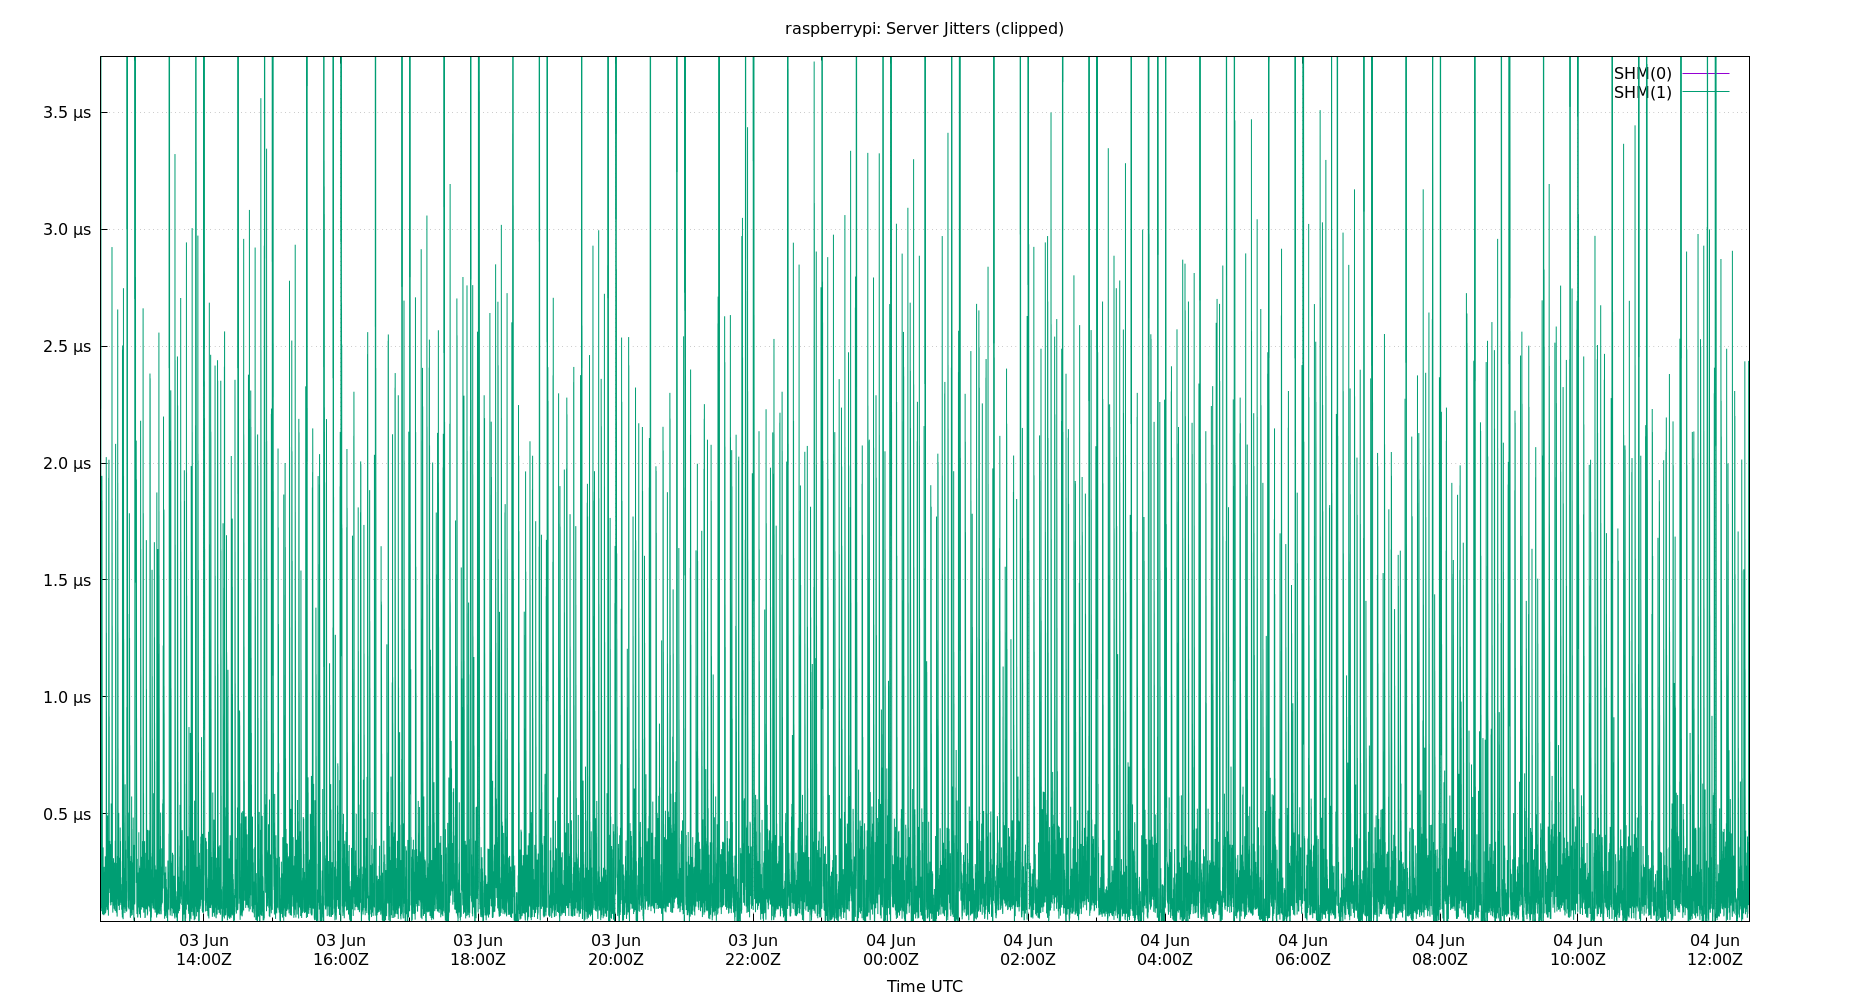 raspberrypi: Server Jitters (clipped)
SHM(0)
SHM(1)
3.5 µs
3.0 µs
2.5 µs
2.0 µs
1.5 µs
1.0 µs
0.5 µs
03 Jun 03 Jun 03 Jun 03 Jun 03 Jun 04 Jun 04 Jun 04 Jun 04 Jun 04 Jun 04 Jun 04 Jun
14:00Z 16:00Z 18:00Z 20:00Z 22:00Z 00:00Z 02:00Z 04:00Z 06:00Z 08:00Z 10:00Z 12:00Z
Time UTC